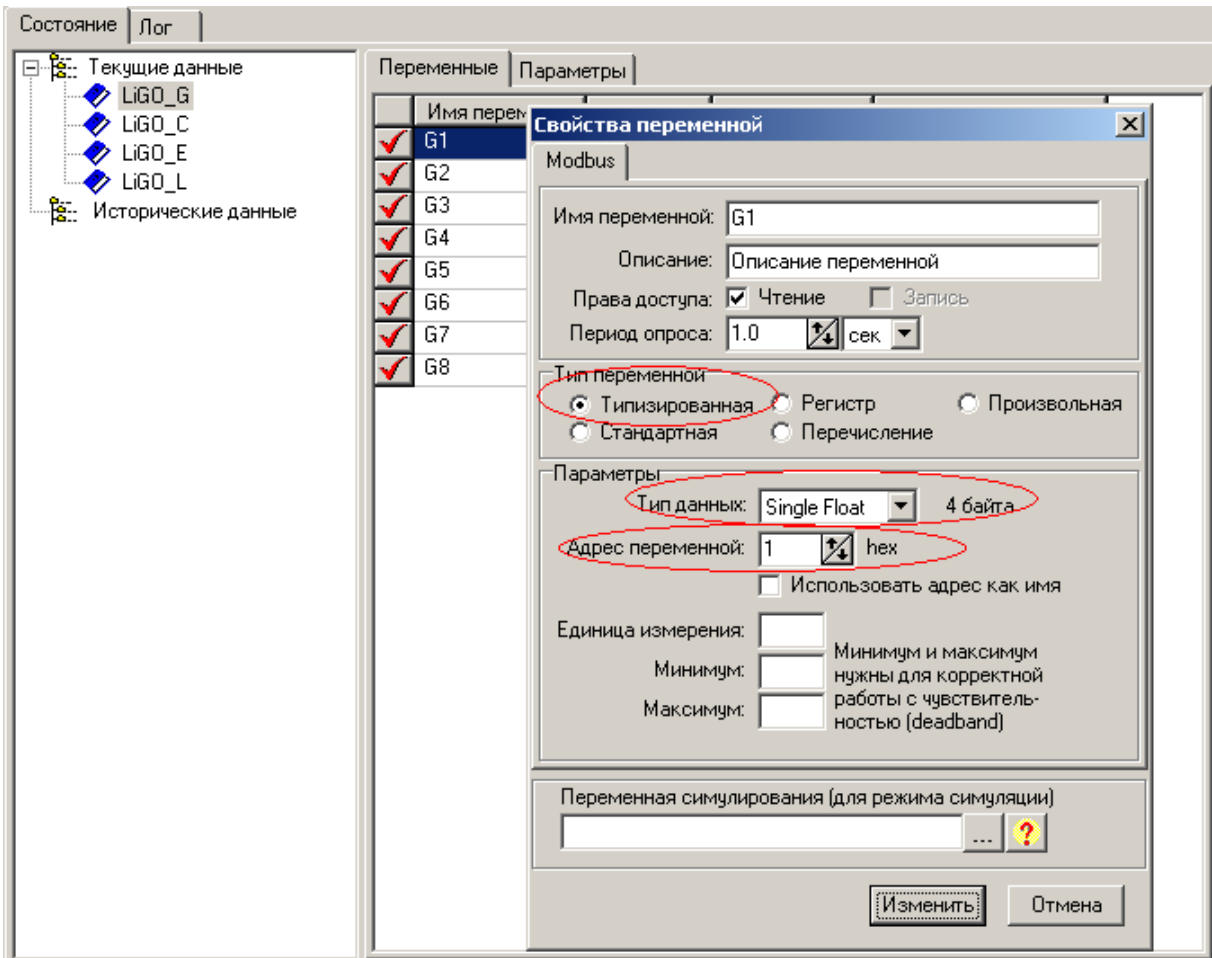 Состояние Лог
Текущие данные
LiGO_G
LiGO_C
LiGO_E
LiGO_L
Исторические данные
Переменные Параметры
Имя перем
G1
G2
G3
G4
G5
G6
G7
G8
Свойства переменной
Modbus
Имя переменной: G1
Описание: Описание переменной
Права доступа: Чтение Запись
Период опроса: 1.0 сек
Тип переменной
Типизированная Регистр Произвольная
Стандартная Перечисление
Параметры
Тип данных: Single Float 4 байта
Адрес переменной: 1 hex
Использовать адрес как имя
Единица измерения:
Минимум:
Максимум:
Минимум и максимум
нужны для корректной
работы с чувствитель-
ностью (deadband)
Переменная симулирования (для режима симуляции)
... ?
Изменить Отмена